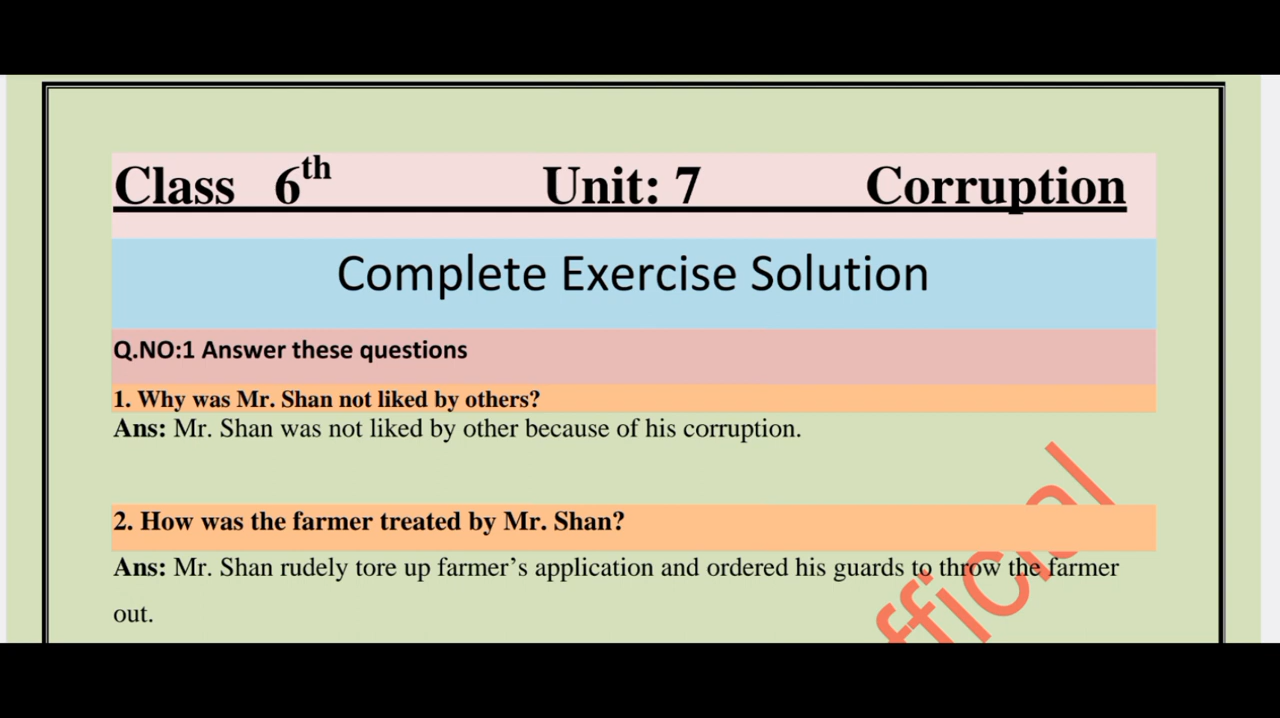 Class 6th Unit: 7 Corruption
Complete Exercise Solution
Q.NO:1 Answer these questions
1. Why was Mr. Shan not liked by others?
Ans: Mr. Shan was not liked by other because of his corruption.
2. How was the farmer treated by Mr. Shan?
Ans: Mr. Shan rudely tore up farmer’s application and ordered his guards to throw the farmer
out.
fficial